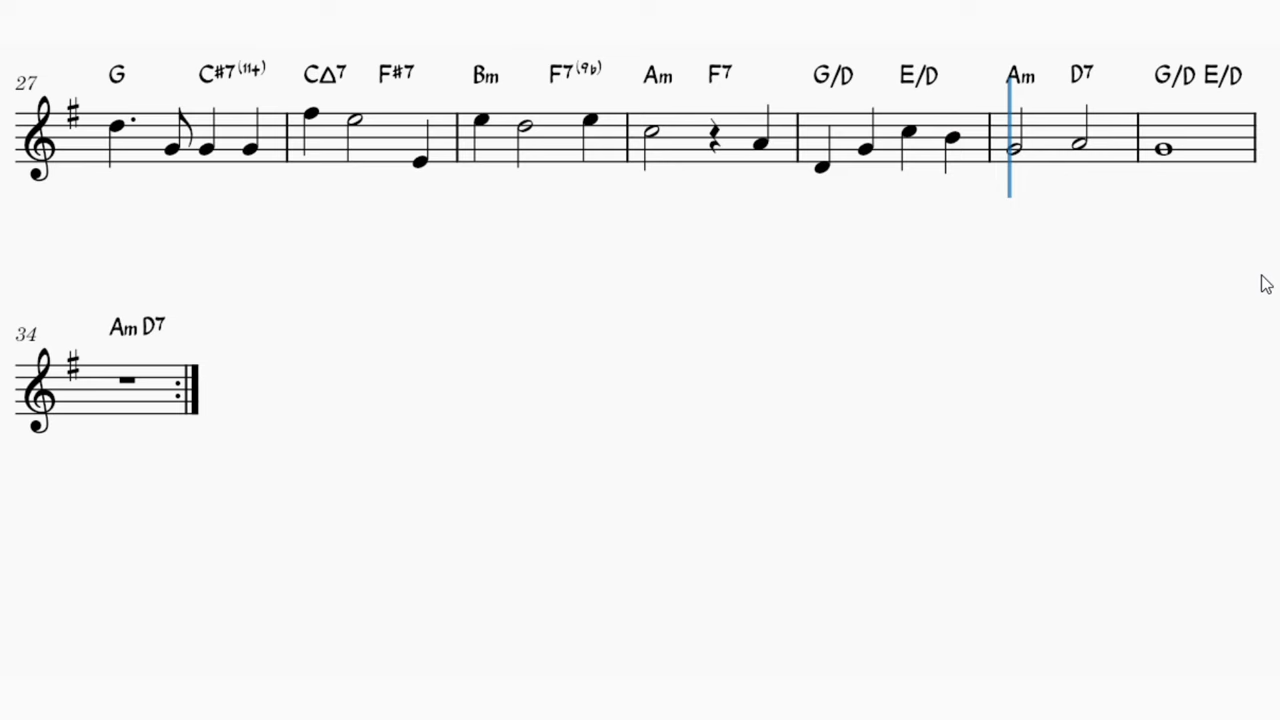 27 G C#7(11+) CΔ7 F#7 Bm F7(9b) Am F7 G/D E/D Am D7 G/D E/D
34 Am D7